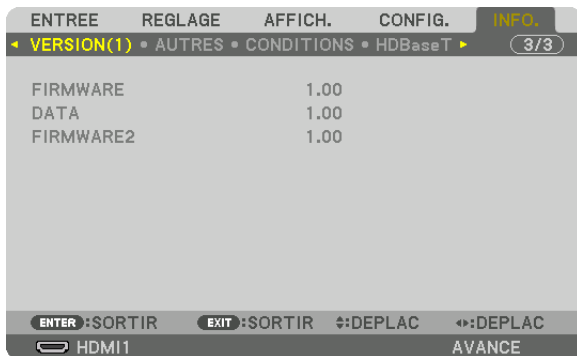 ENTREE REGLAGE AFFICH. CONFIG. INFO.
VERSION(1) • AUTRES • CONDITIONS • HDBaseT 3/3
FIRMWARE 1.00
DATA 1.00
FIRMWARE2 1.00
ENTER :SORTIR EXIT :SORTIR :DEPLAC :DEPLAC
HDMI1 AVANCE